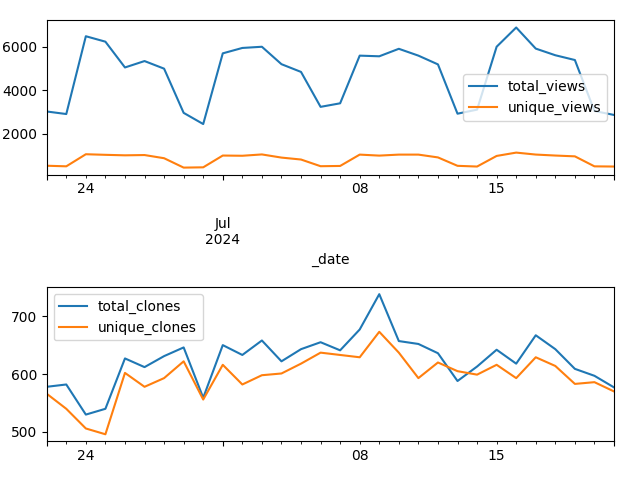 6000
4000
2000
total_views
unique_views
24
08
15
Jul
2024
_date
700
600
500
total_clones
unique_clones
24
08
15